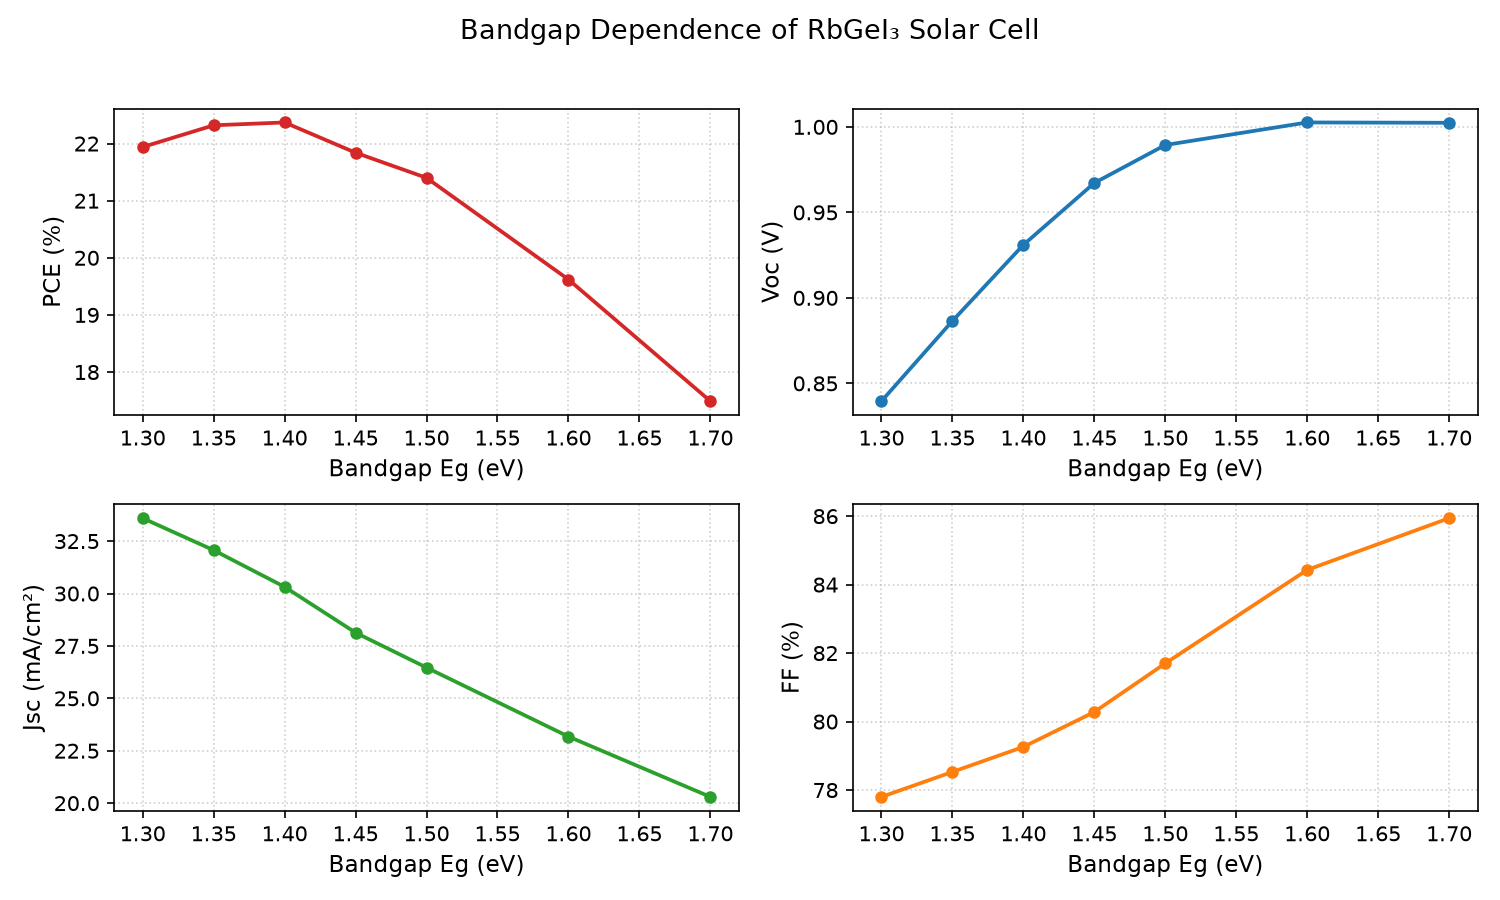 Bandgap Dependence of RbGeI₃ Solar Cell
PCE (%)
22
21
20
19
18
1.30 1.35 1.40 1.45 1.50 1.55 1.60 1.65 1.70
Bandgap Eg (eV)
Voc (V)
1.00
0.95
0.90
0.85
1.30 1.35 1.40 1.45 1.50 1.55 1.60 1.65 1.70
Bandgap Eg (eV)
Jsc (mA/cm²)
32.5
30.0
27.5
25.0
22.5
20.0
1.30 1.35 1.40 1.45 1.50 1.55 1.60 1.65 1.70
Bandgap Eg (eV)
FF (%)
86
84
82
80
78
1.30 1.35 1.40 1.45 1.50 1.55 1.60 1.65 1.70
Bandgap Eg (eV)